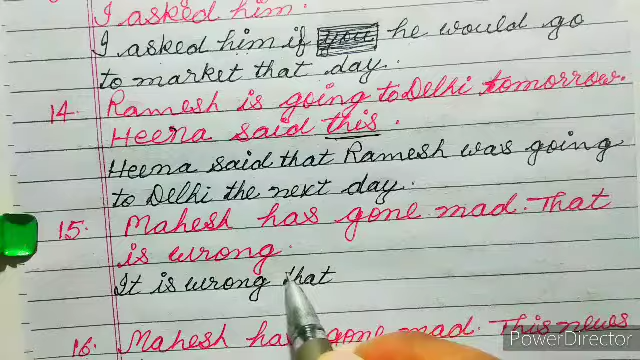 I asked him.
I asked him if you he would go
to market that day.
14. Ramesh is going to Delhi tomorrow.
Heena said this.
Heena said that Ramesh was going
to Delhi the next day.
15. Mahesh has gone mad. That
is wrong.
It is wrong that
16. Mahesh has gone mad. This news
PowerDirector